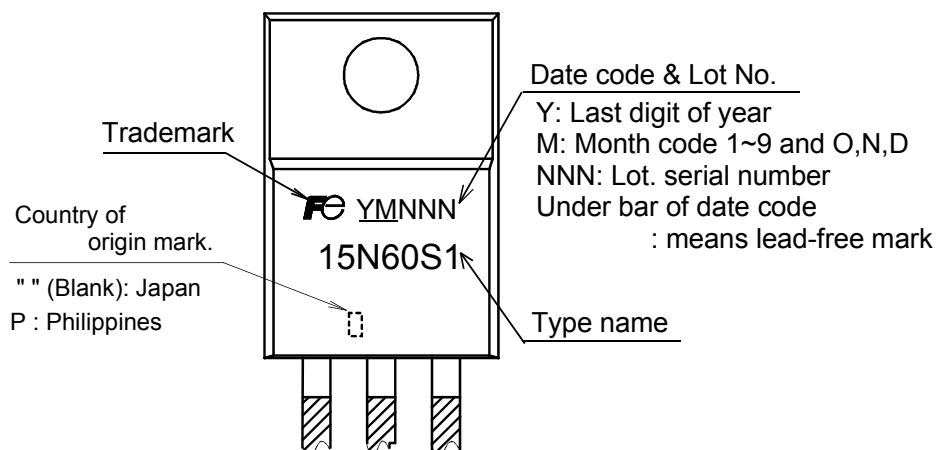 Date code & Lot No.
Y: Last digit of year
M: Month code 1~9 and O,N,D
NNN: Lot. serial number
Under bar of date code
: means lead-free mark
Trademark
Fe YMNNN
15N60S1
Country of
origin mark.
" " (Blank): Japan
P : Philippines
Type name